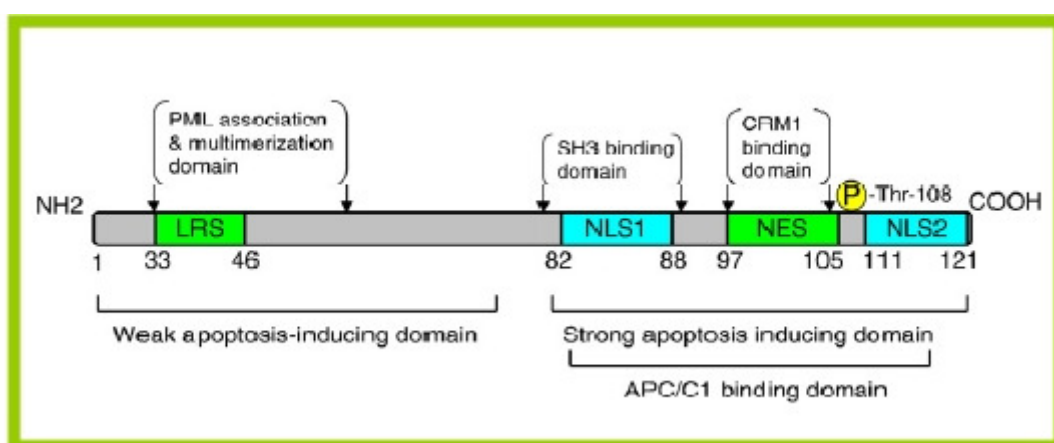 PML association
& multimerization
domain
SH3 binding
domain
CRM1
binding
domain
NH2
P-Thr-108
COOH
LRS
NLS1
NES
NLS2
1
33
46
82
88
97
105
111
121
Weak apoptosis-inducing domain
Strong apoptosis inducing domain
APC/C1 binding domain